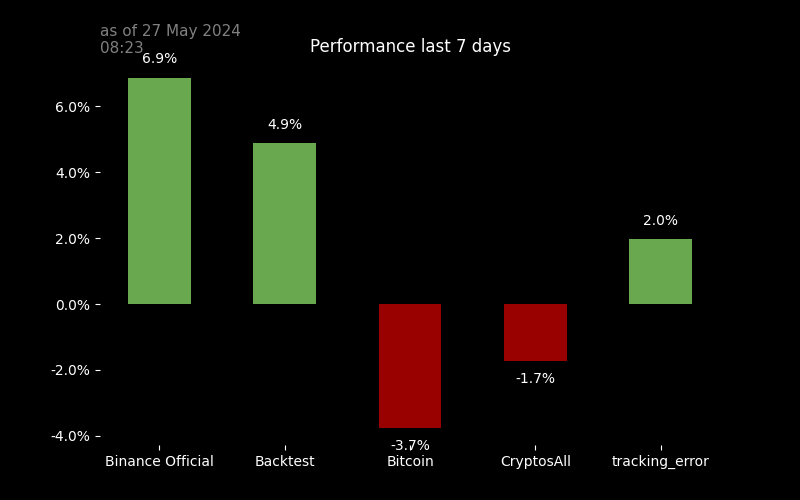 as of 27 May 2024
08:23
Performance last 7 days
6.9%
4.9%
2.0%
-1.7%
-3.7%
6.0%
4.0%
2.0%
0.0%
-2.0%
-4.0%
Binance Official
Backtest
Bitcoin
CryptosAll
tracking_error